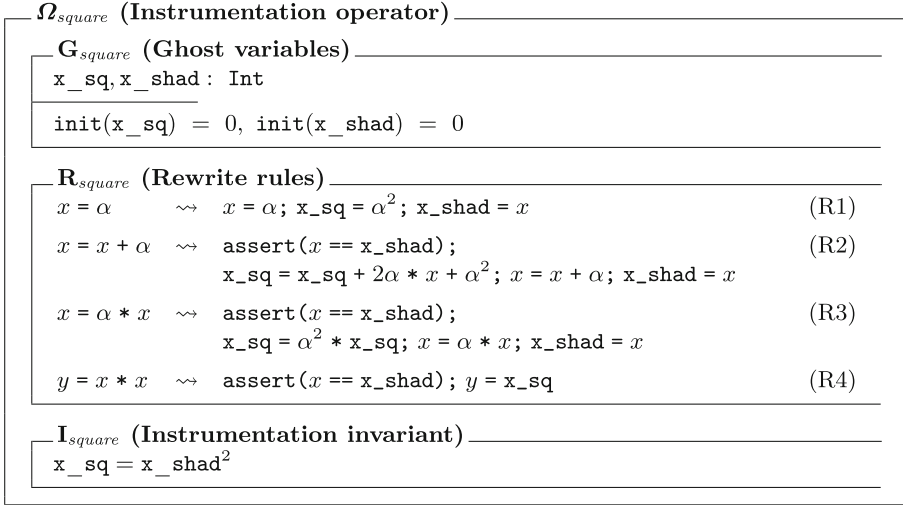 Ω_square (Instrumentation operator)
G_square (Ghost variables)
x_sq, x_shad : Int
init(x_sq) = 0, init(x_shad) = 0
R_square (Rewrite rules)
x = α ⇝ x = α; x_sq = α²; x_shad = x (R1)
x = x + α ⇝ assert(x == x_shad); (R2)
x_sq = x_sq + 2α * x + α²; x = x + α; x_shad = x
x = α * x ⇝ assert(x == x_shad); (R3)
x_sq = α² * x_sq; x = α * x; x_shad = x
y = x * x ⇝ assert(x == x_shad); y = x_sq (R4)
I_square (Instrumentation invariant)
x_sq = x_shad²